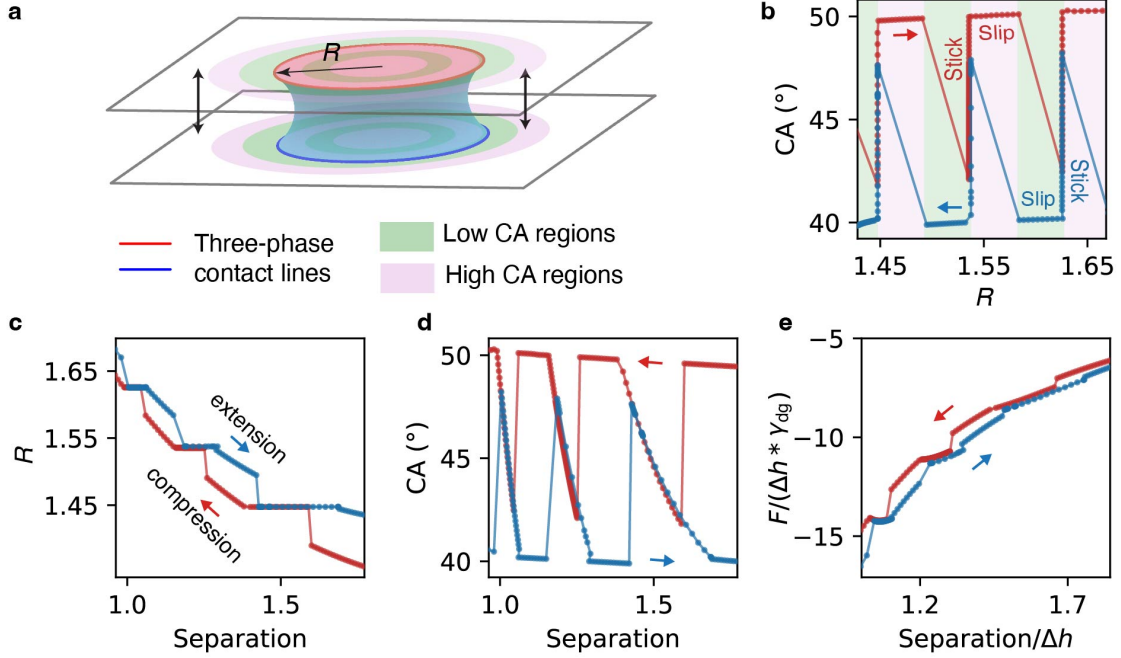 a
R
Three-phase
contact lines
Low CA regions
High CA regions
b
CA (°)
50
45
40
Stick
Slip
Slip
Stick
1.45
1.55
1.65
R
c
R
1.65
1.55
1.45
extension
compression
1.0
1.5
Separation
d
CA (°)
50
45
40
1.0
1.5
Separation
e
F/(Δh * γdg)
−5
−10
−15
1.2
1.7
Separation/Δh